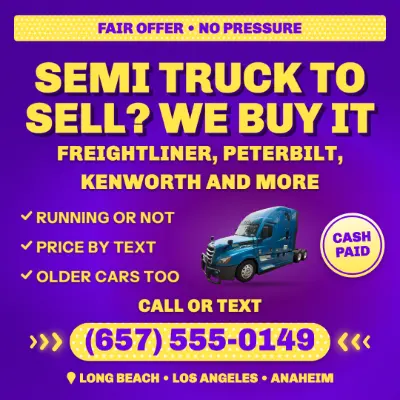 FAIR OFFER • NO PRESSURE
SEMI TRUCK TO
SELL? WE BUY IT
FREIGHTLINER, PETERBILT,
KENWORTH AND MORE
RUNNING OR NOT
PRICE BY TEXT
OLDER CARS TOO
CASH
PAID
CALL OR TEXT
(657) 555-0149
LONG BEACH • LOS ANGELES • ANAHEIM